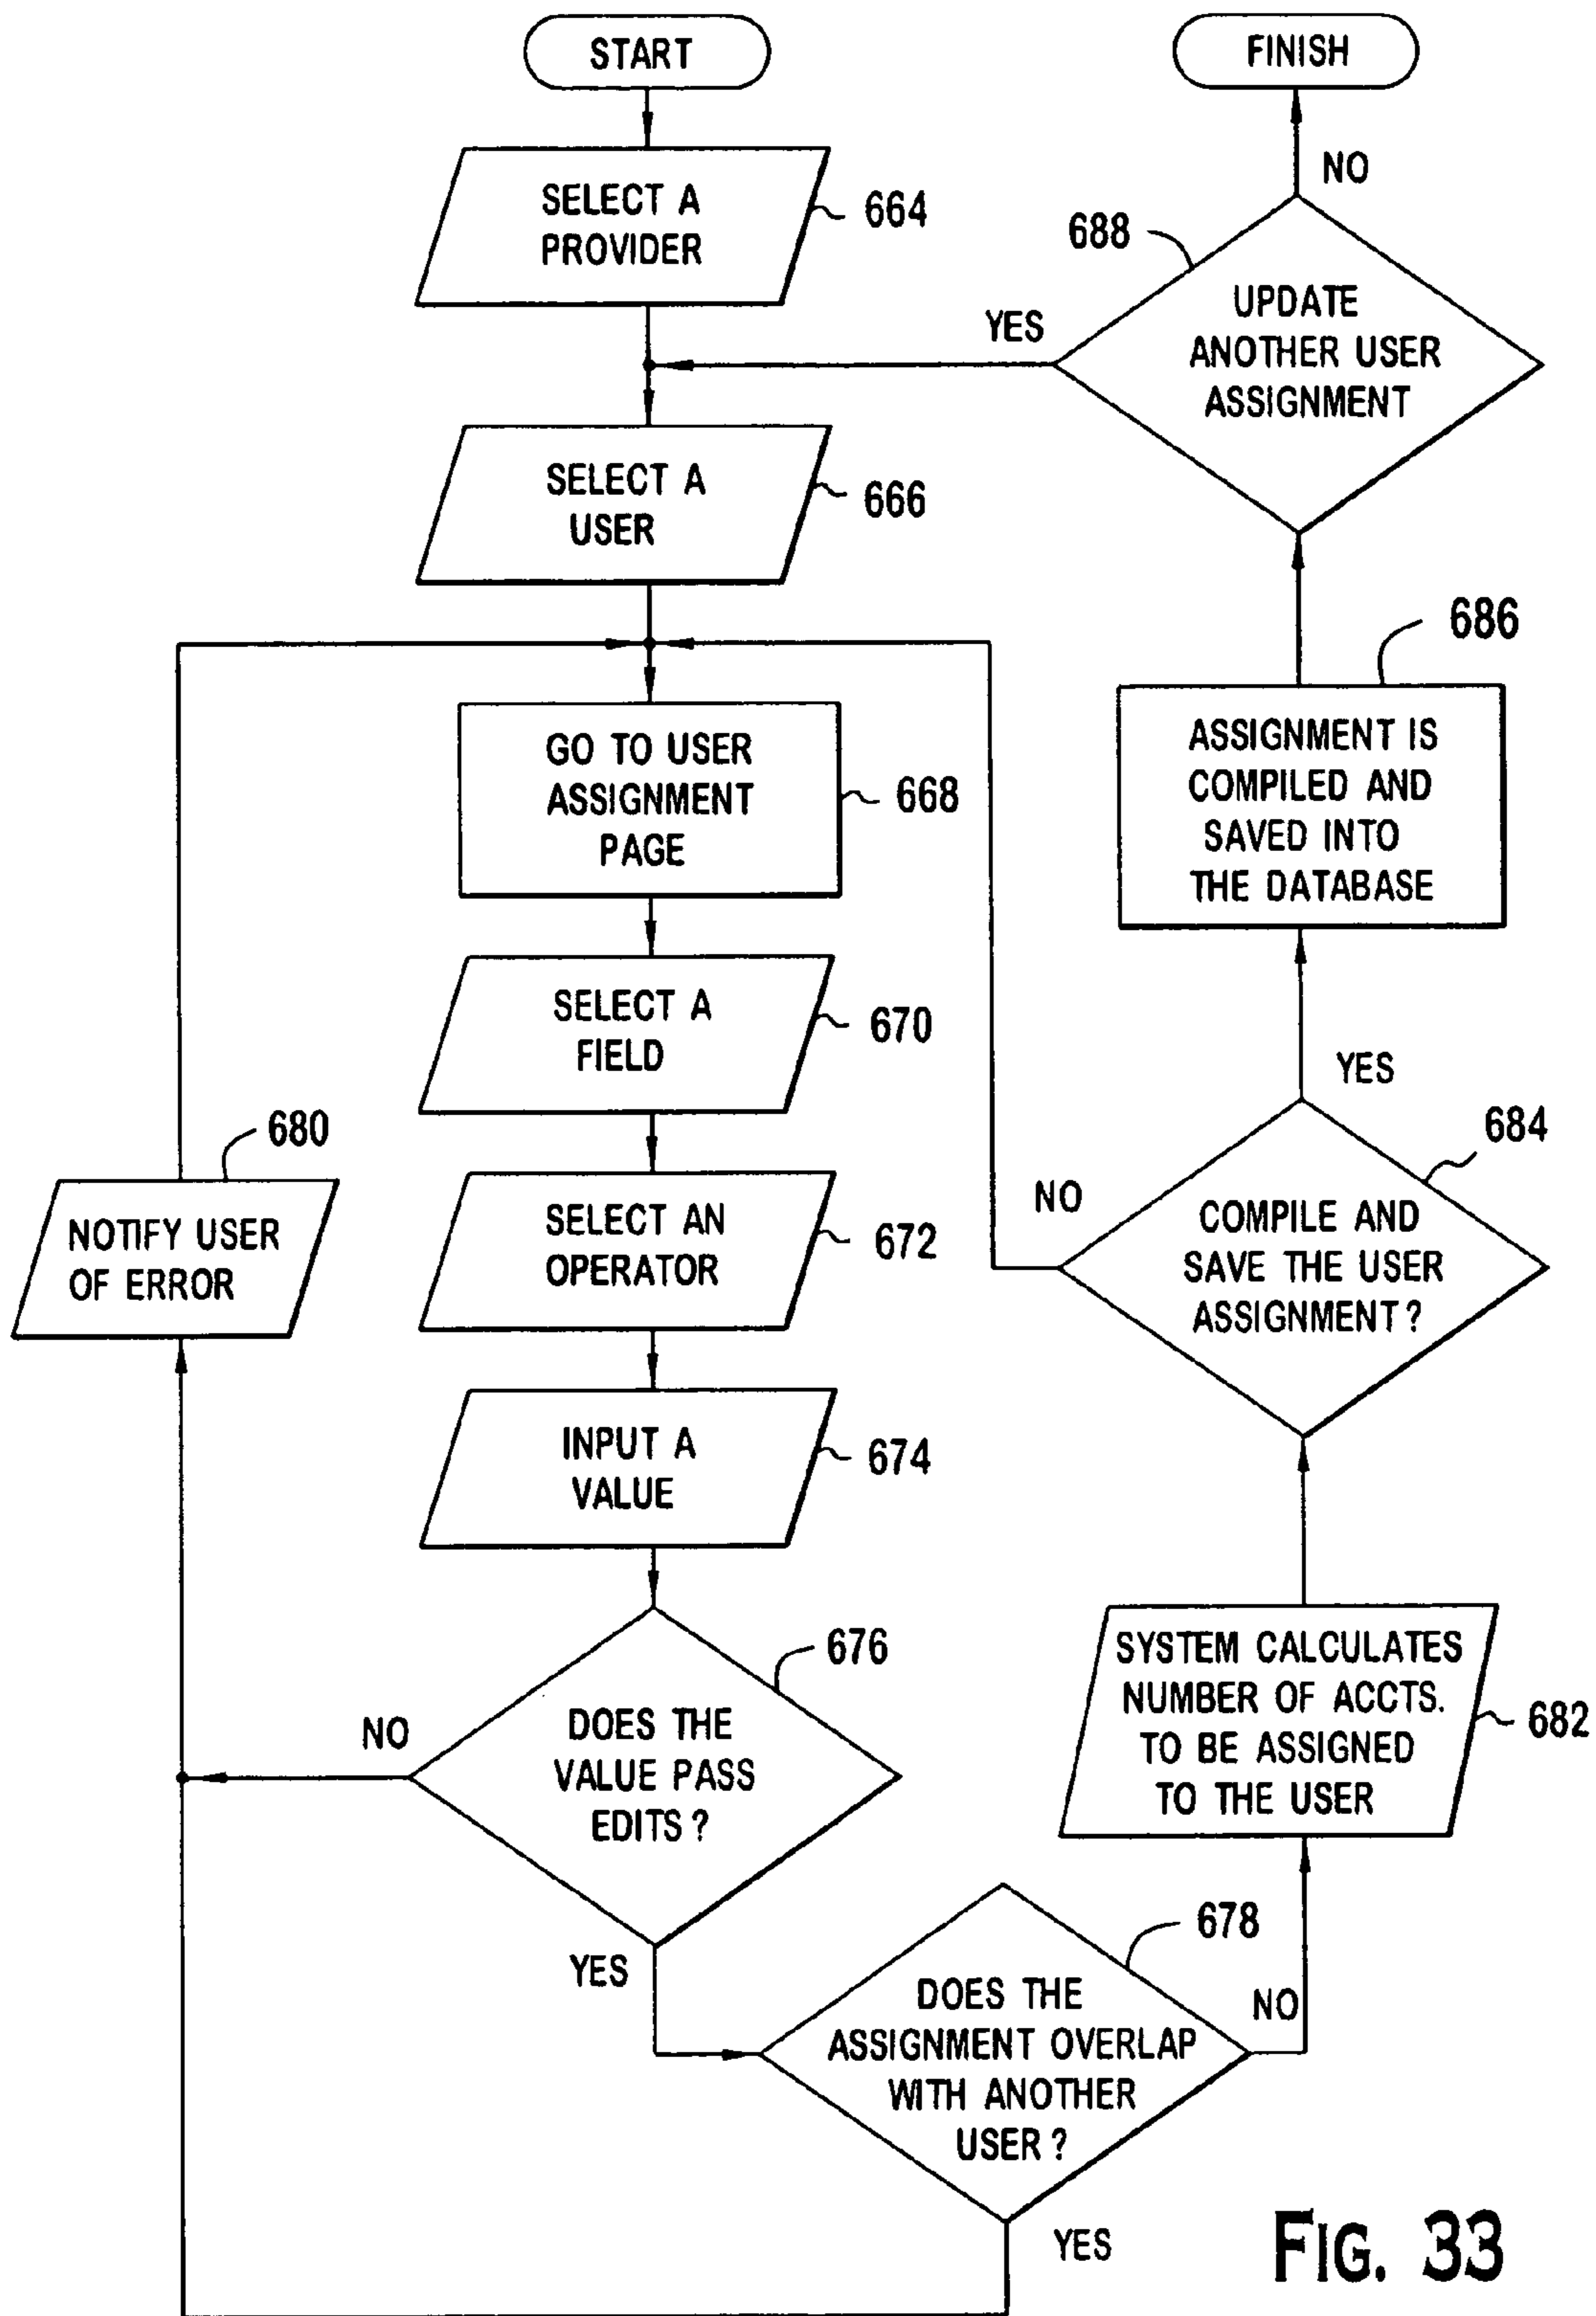 START
SELECT A
PROVIDER
664
SELECT A
USER
666
GO TO USER
ASSIGNMENT
PAGE
668
SELECT A
FIELD
670
SELECT AN
OPERATOR
672
INPUT A
VALUE
674
DOES THE
VALUE PASS
EDITS?
676
NO
YES
NOTIFY USER
OF ERROR
680
DOES THE
ASSIGNMENT OVERLAP
WITH ANOTHER
USER?
678
YES
NO
SYSTEM CALCULATES
NUMBER OF ACCTS.
TO BE ASSIGNED
TO THE USER
682
COMPILE AND
SAVE THE USER
ASSIGNMENT?
684
NO
YES
ASSIGNMENT IS
COMPILED AND
SAVED INTO
THE DATABASE
686
UPDATE
ANOTHER USER
ASSIGNMENT
688
YES
NO
FINISH
FIG. 33